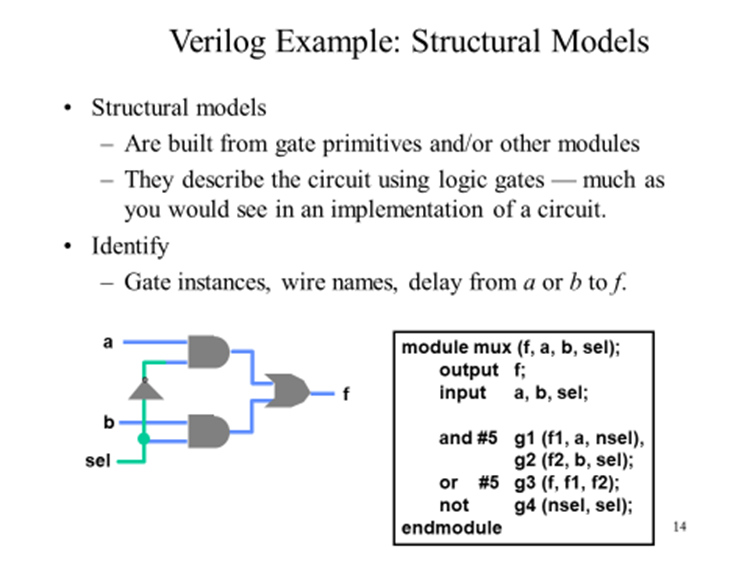 Verilog Example: Structural Models
• Structural models
– Are built from gate primitives and/or other modules
– They describe the circuit using logic gates — much as
you would see in an implementation of a circuit.
• Identify
– Gate instances, wire names, delay from a or b to f.
a
b
sel
f
module mux (f, a, b, sel);
output f;
input a, b, sel;
and #5 g1 (f1, a, nsel),
g2 (f2, b, sel);
or #5 g3 (f, f1, f2);
not g4 (nsel, sel);
endmodule
14